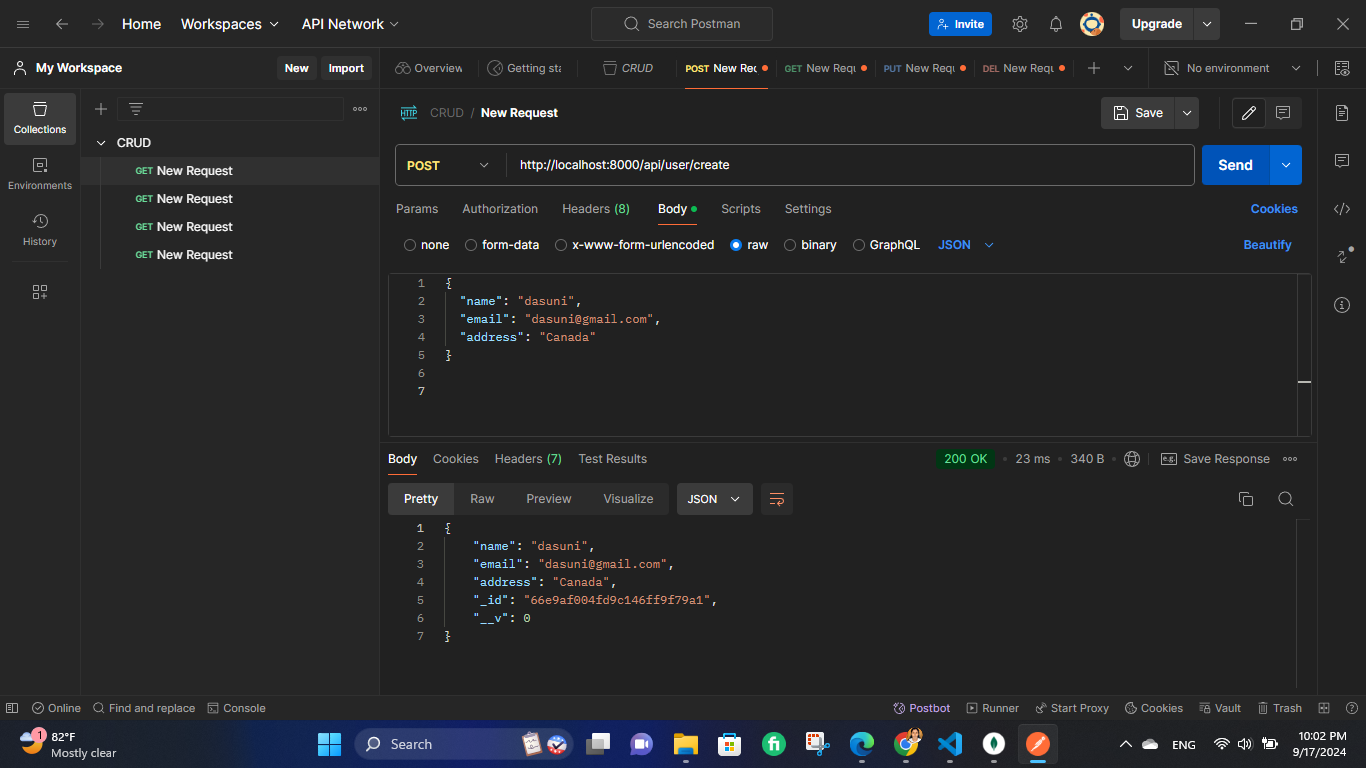 Home Workspaces API Network Search Postman Invite Upgrade
My Workspace New Import
Overview Getting sta CRUD POST New Req GET New Requ PUT New Requ DEL New Requ No environment
Collections
Environments
History
CRUD
GET New Request
GET New Request
GET New Request
GET New Request
HTTP CRUD / New Request Save
POST http://localhost:8000/api/user/create Send
Params Authorization Headers (8) Body Scripts Settings Cookies
none form-data x-www-form-urlencoded raw binary GraphQL JSON Beautify
1 {
2 "name": "dasuni",
3 "email": "dasuni@gmail.com",
4 "address": "Canada"
5 }
6
7
Body Cookies Headers (7) Test Results 200 OK 23 ms 340 B e.g. Save Response
Pretty Raw Preview Visualize JSON
1 {
2 "name": "dasuni",
3 "email": "dasuni@gmail.com",
4 "address": "Canada",
5 "_id": "66e9af004fd9c146ff9f79a1",
6 "__v": 0
7 }
Online Find and replace Console Postbot Runner Start Proxy Cookies Vault Trash
1 82°F
Mostly clear
Search
fi
ENG
10:02 PM
9/17/2024